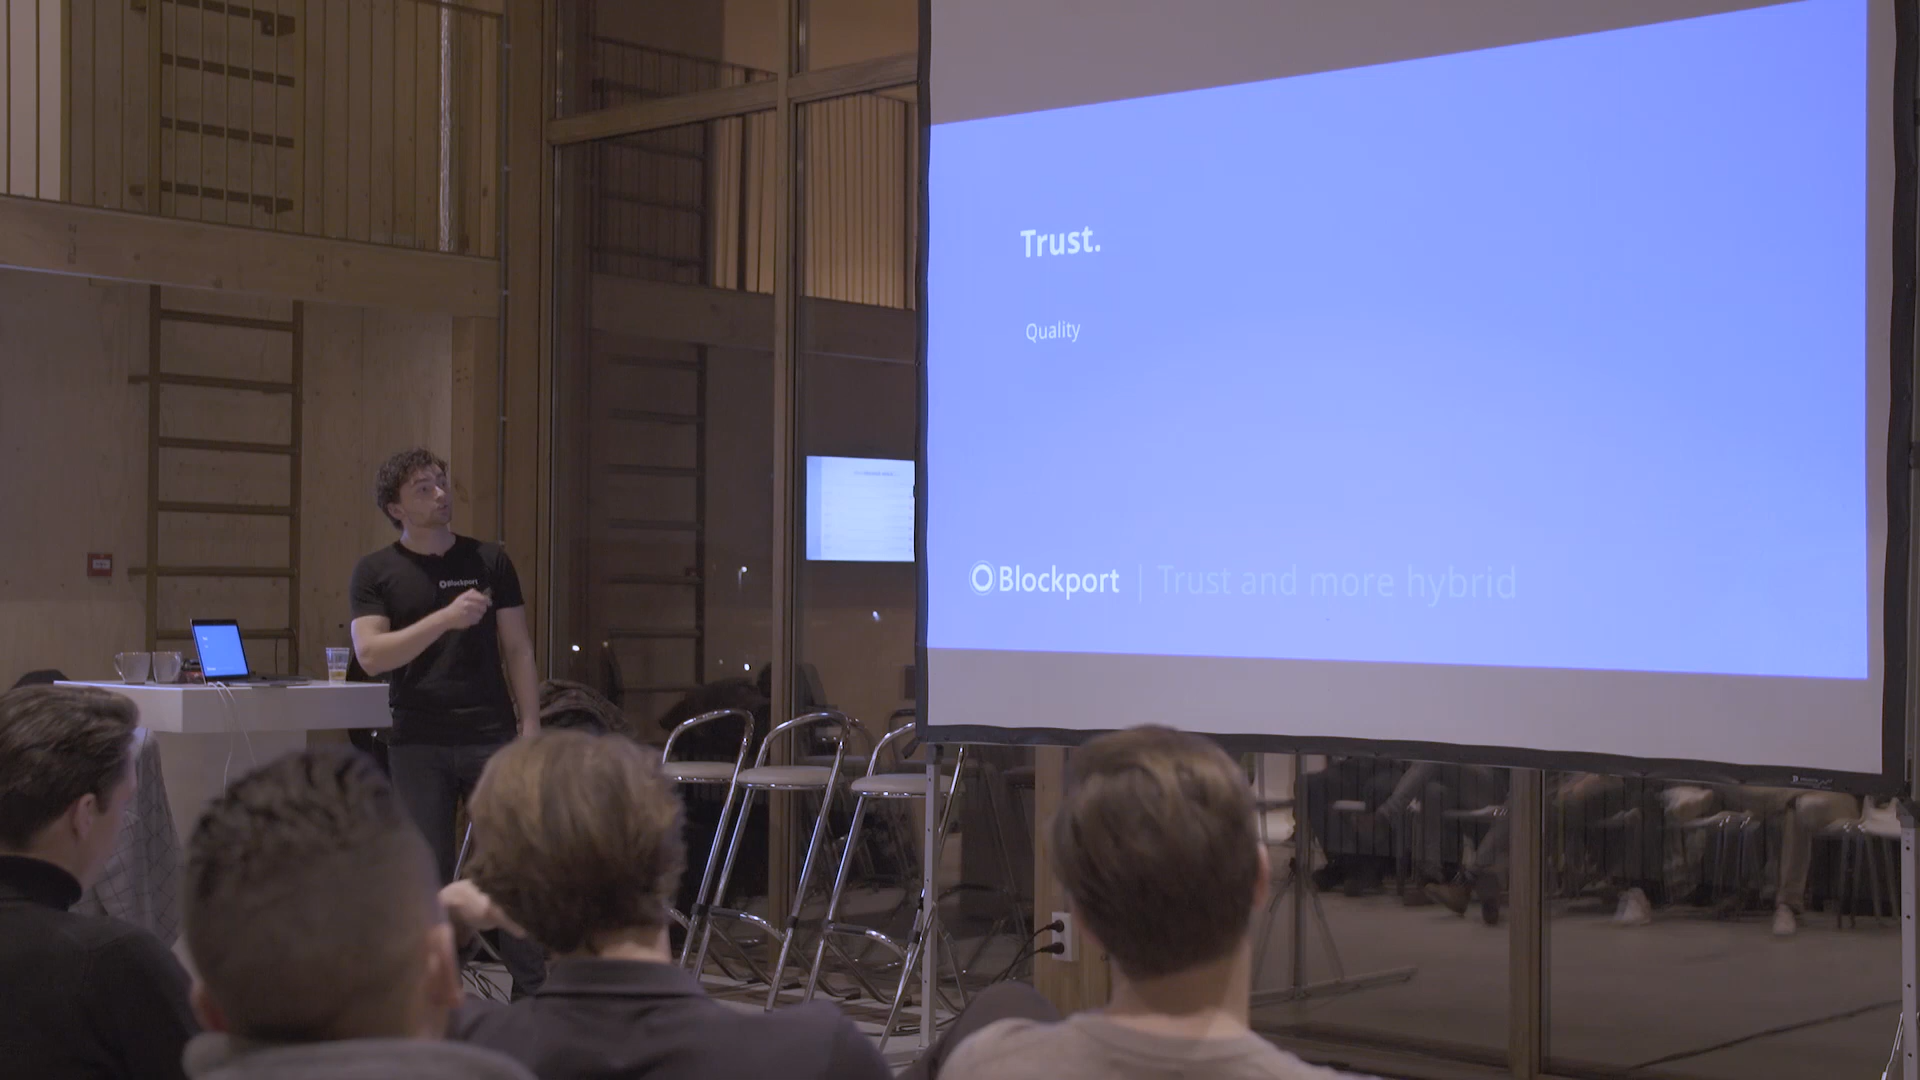 Trust.
Quality
Blockport | Trust and more hybrid
Blockport